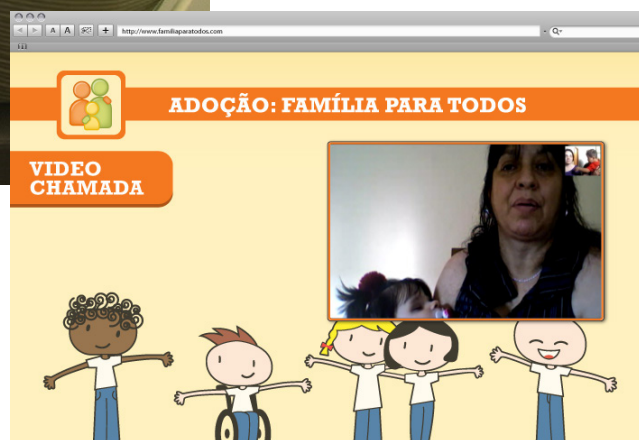 A A +
http://www.familiaparatodos.com
ADOÇÃO: FAMÍLIA PARA TODOS
VIDEO
CHAMADA